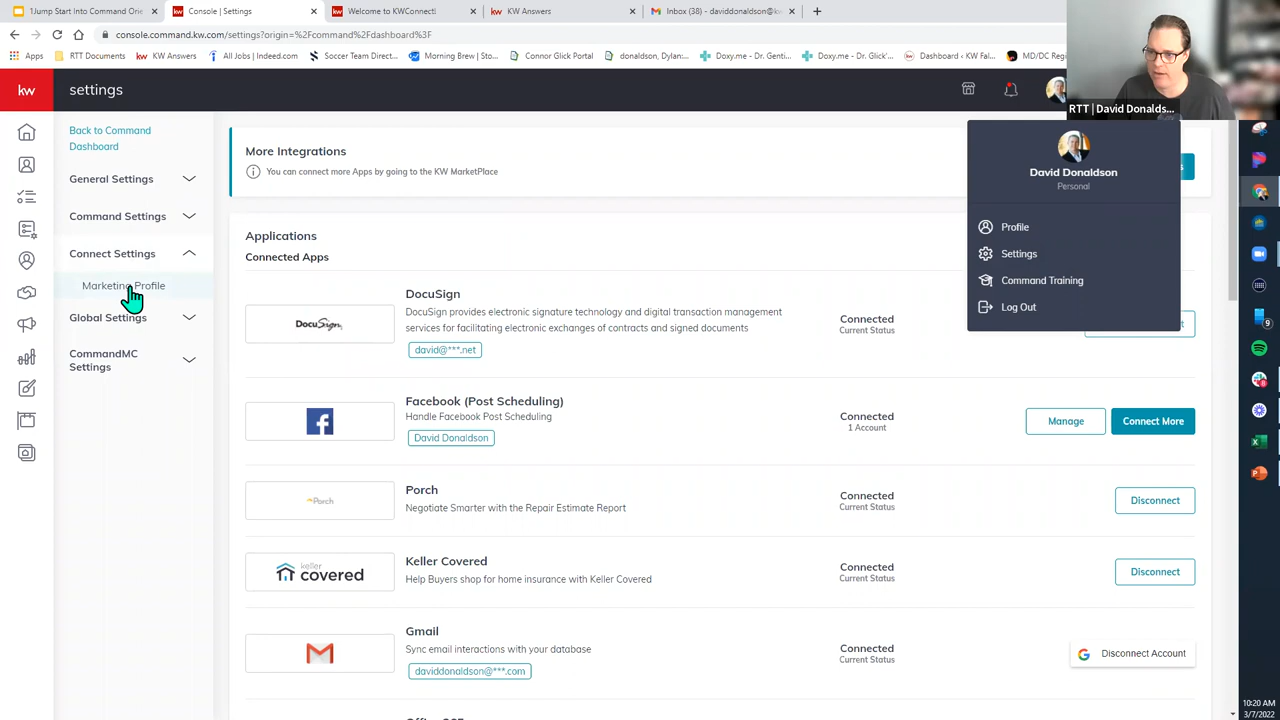 1Jump Start Into Command Orie
Console | Settings
Welcome to KWConnect!
KW Answers
Inbox (38) - daviddonaldson@kw
console.command.kw.com/settings?origin=%2Fcommand%2Fdashboard%3F
Apps
RTT Documents
KW Answers
All Jobs | Indeed.com
Soccer Team Direct...
Morning Brew | Sto...
Connor Glick Portal
donaldson, Dylan:...
Doxy.me - Dr. Genti...
Doxy.me - Dr. Glick'...
Dashboard ‹ KW Fal...
MD/DC Regi
RTT | David Donalds...
kw
settings
Back to Command
Dashboard
General Settings
Command Settings
Connect Settings
Marketing Profile
Global Settings
CommandMC
Settings
More Integrations
You can connect more Apps by going to the KW MarketPlace
David Donaldson
Personal
Profile
Settings
Command Training
Log Out
Applications
Connected Apps
DocuSign
DocuSign
DocuSign provides electronic signature technology and digital transaction management
services for facilitating electronic exchanges of contracts and signed documents
david@***.net
Connected
Current Status
Facebook (Post Scheduling)
Handle Facebook Post Scheduling
David Donaldson
Connected
1 Account
Manage
Connect More
Porch
Porch
Negotiate Smarter with the Repair Estimate Report
Connected
Current Status
Disconnect
keller
covered
Keller Covered
Help Buyers shop for home insurance with Keller Covered
Connected
Current Status
Disconnect
Gmail
Sync email interactions with your database
daviddonaldson@***.com
Connected
Current Status
Disconnect Account
9
10:20 AM
3/7/2022